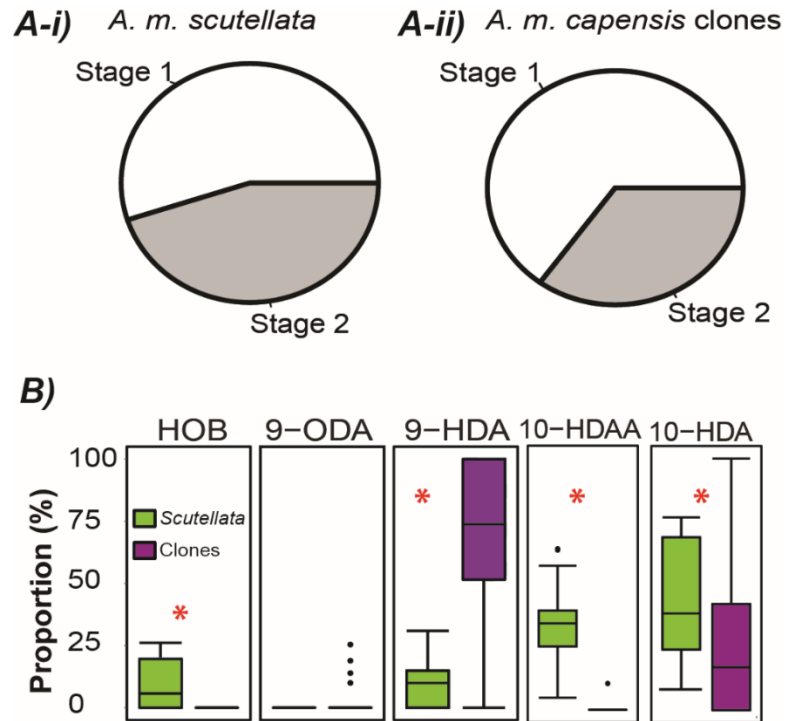 A-i) A. m. scutellata
A-ii) A. m. capensis clones
Stage 1
Stage 2
Stage 1
Stage 2
B)
HOB
9-ODA
9-HDA
10-HDAA
10-HDA
Proportion (%)
100
75
50
25
0
Scutellata
Clones
*
*
*
*